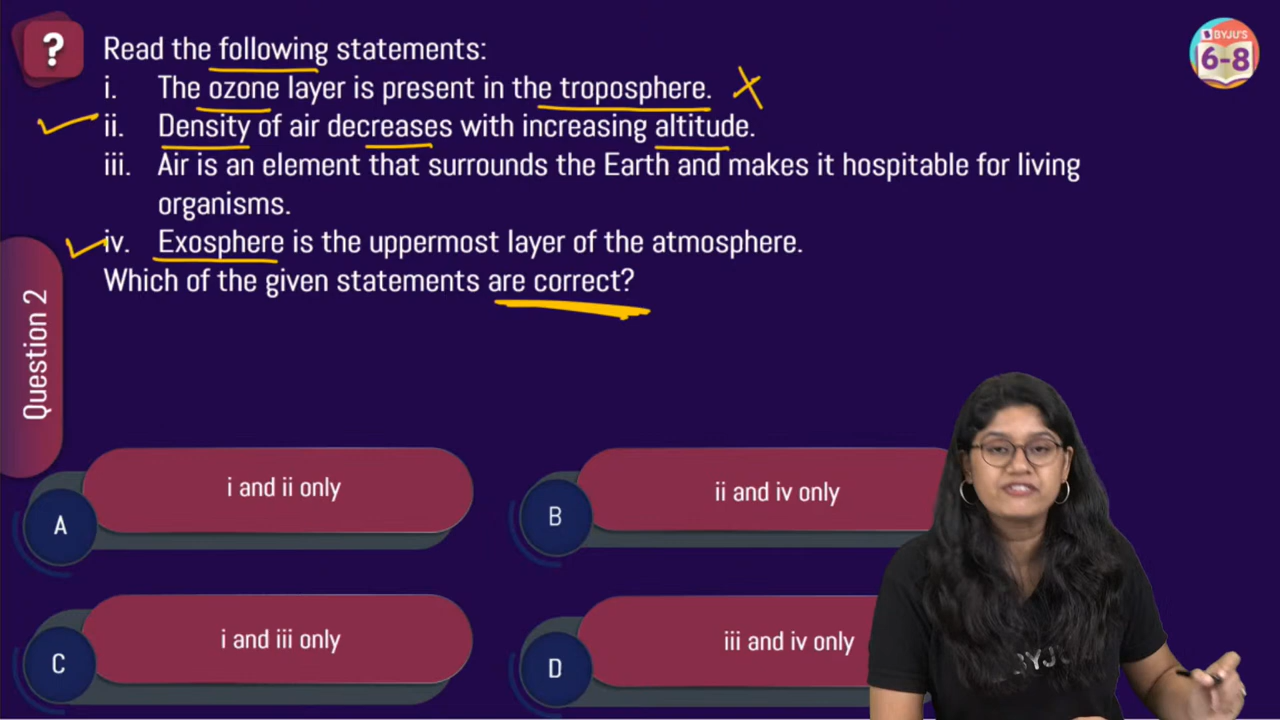 ?
Read the following statements:
BYJU'S
6-8
i. The ozone layer is present in the troposphere.
ii. Density of air decreases with increasing altitude.
iii. Air is an element that surrounds the Earth and makes it hospitable for living
organisms.
iv. Exosphere is the uppermost layer of the atmosphere.
Which of the given statements are correct?
Question 2
A i and ii only
B ii and iv only
C i and iii only
D iii and iv only